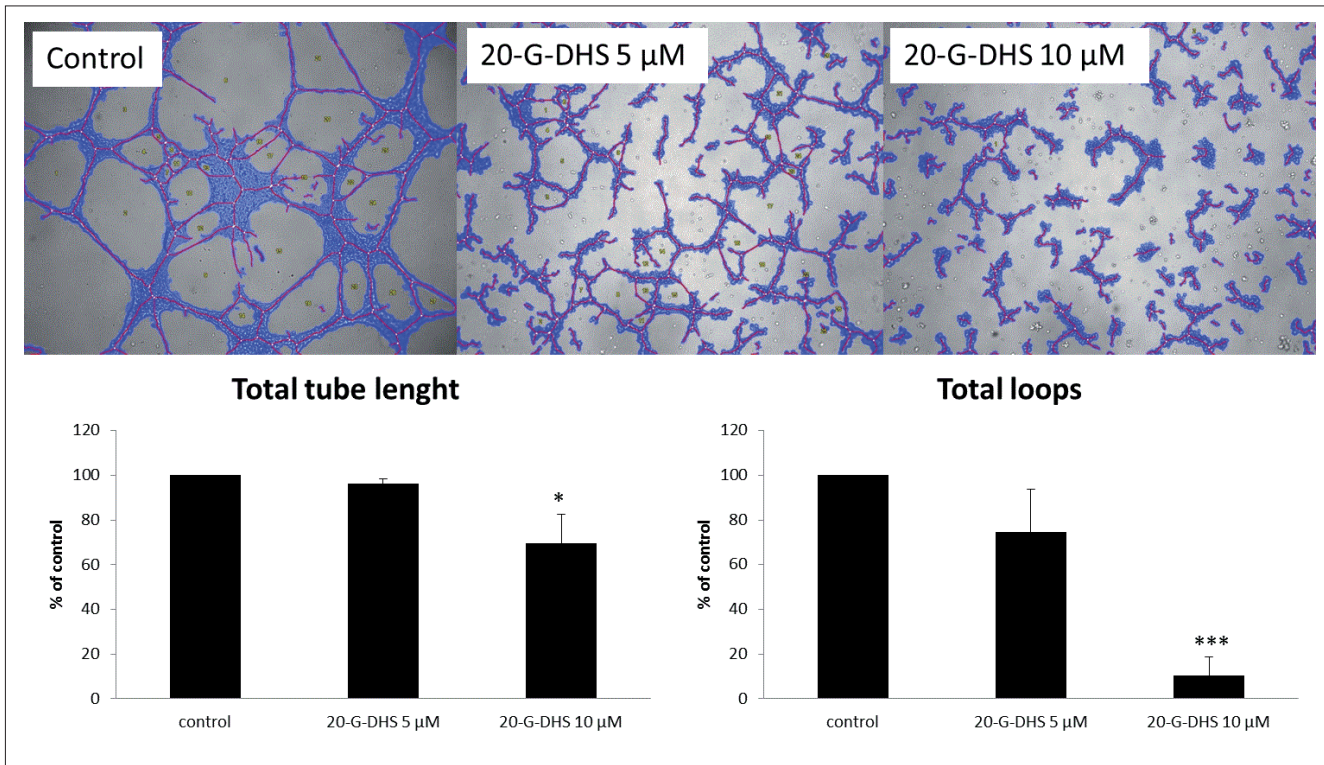 Control
20-G-DHS 5 µM
20-G-DHS 10 µM
Total tube lenght
120
100
80
60
40
20
0
% of control
*
control
20-G-DHS 5 µM
20-G-DHS 10 µM
Total loops
120
100
80
60
40
20
0
% of control
***
control
20-G-DHS 5 µM
20-G-DHS 10 µM